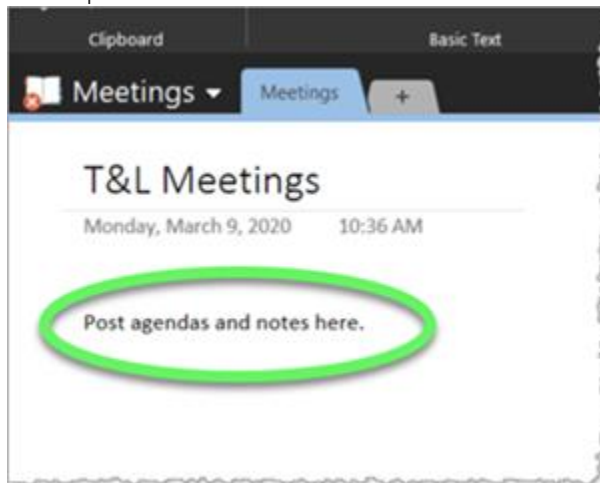 Clipboard Basic Text
Meetings Meetings +
T&L Meetings
Monday, March 9, 2020 10:36 AM
Post agendas and notes here.